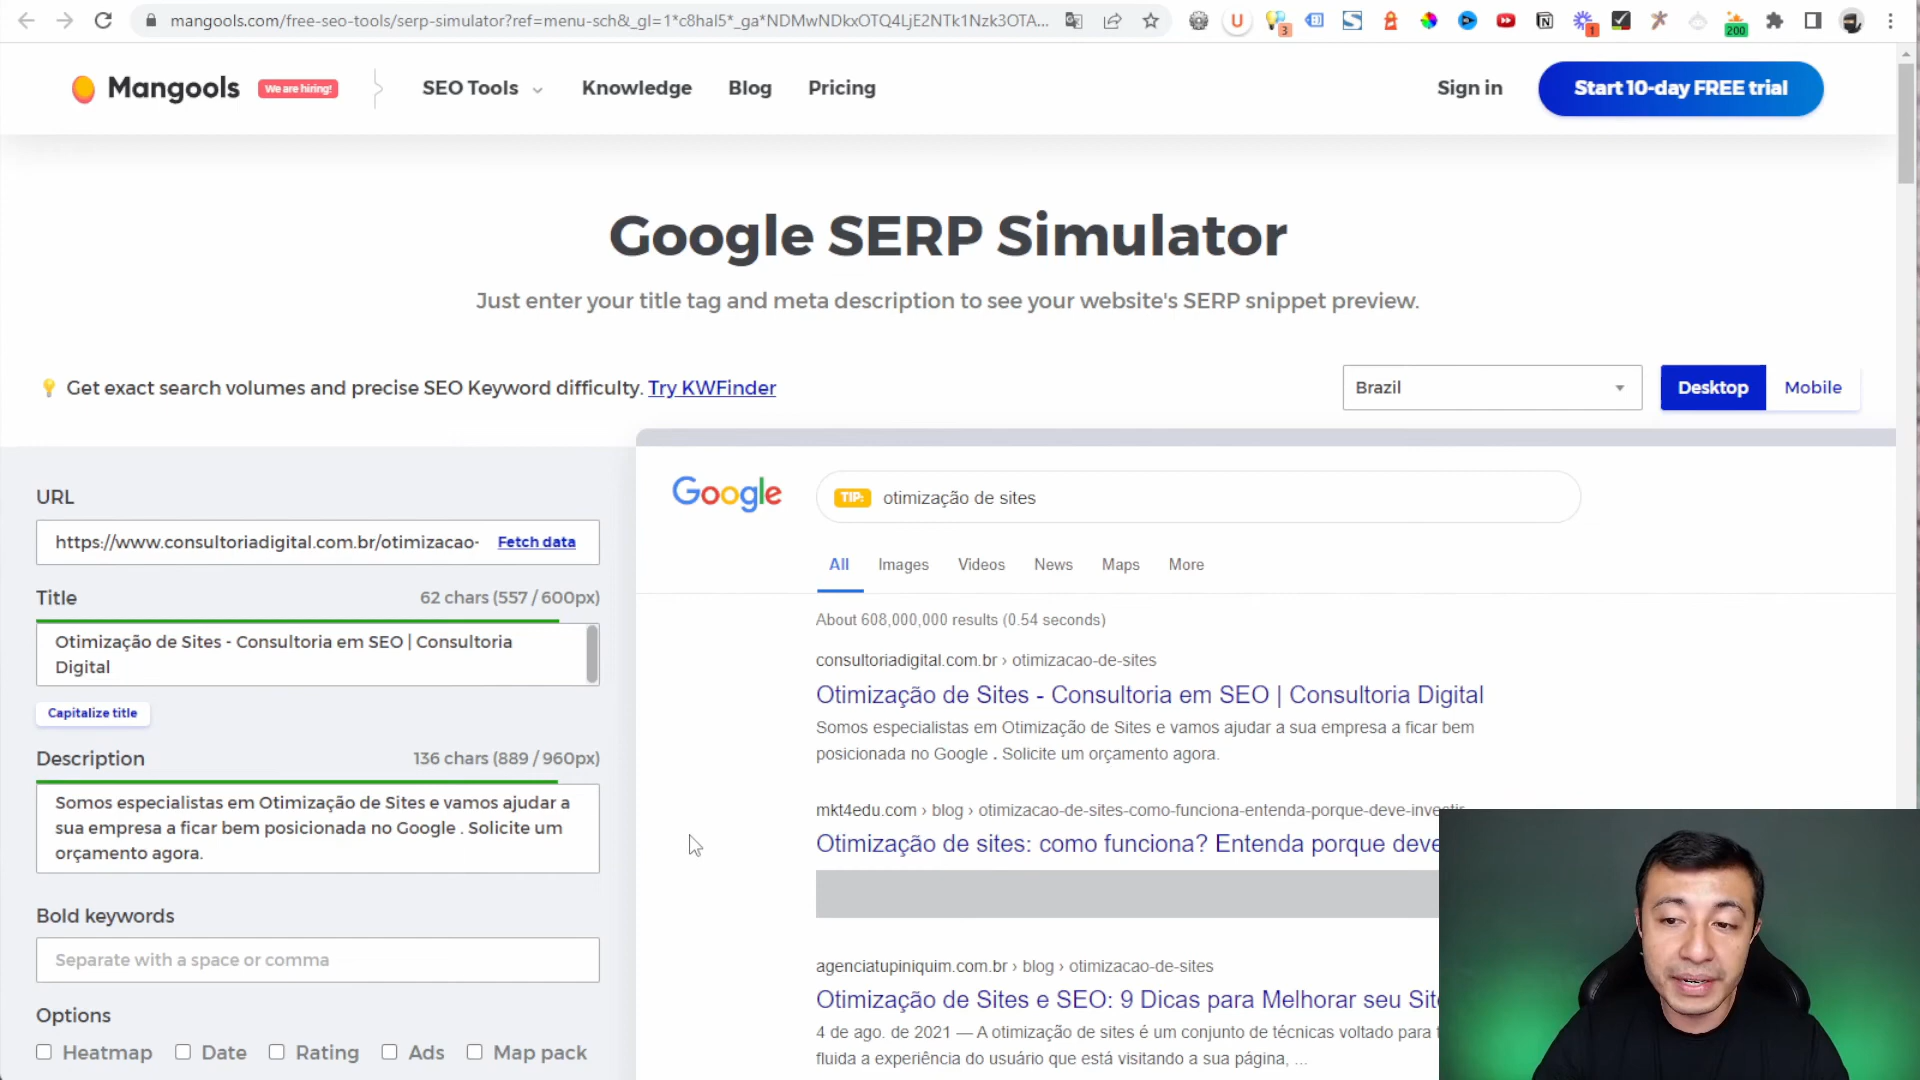 mangools.com/free-seo-tools/serp-simulator?ref=menu-sch&_gl=1*c8hal5*_ga*NDMwNDkxOTQ4LjE2NTk1Nzk3OTA...
U
3
1
200
Mangools
We are hiring!
SEO Tools
Knowledge
Blog
Pricing
Sign in
Start 10-day FREE trial
Google SERP Simulator
Just enter your title tag and meta description to see your website's SERP snippet preview.
Get exact search volumes and precise SEO Keyword difficulty. Try KWFinder
Brazil
Desktop
Mobile
URL
https://www.consultoriadigital.com.br/otimizacao-
Fetch data
Title
62 chars (557 / 600px)
Otimização de Sites - Consultoria em SEO | Consultoria
Digital
Capitalize title
Description
136 chars (889 / 960px)
Somos especialistas em Otimização de Sites e vamos ajudar a
sua empresa a ficar bem posicionada no Google . Solicite um
orçamento agora.
Bold keywords
Separate with a space or comma
Options
Heatmap
Date
Rating
Ads
Map pack
Google
TIP:
otimização de sites
All
Images
Videos
News
Maps
More
About 608,000,000 results (0.54 seconds)
consultoriadigital.com.br › otimizacao-de-sites
Otimização de Sites - Consultoria em SEO | Consultoria Digital
Somos especialistas em Otimização de Sites e vamos ajudar a sua empresa a ficar bem
posicionada no Google . Solicite um orçamento agora.
mkt4edu.com › blog › otimizacao-de-sites-como-funciona-entenda-porque-deve-investir
Otimização de sites: como funciona? Entenda porque deve
agenciatupiniquim.com.br › blog › otimizacao-de-sites
Otimização de Sites e SEO: 9 Dicas para Melhorar seu
4 de ago. de 2021 — A otimização de sites é um conjunto de técnicas voltado para
fluida a experiência do usuário que está visitando a sua página, ...